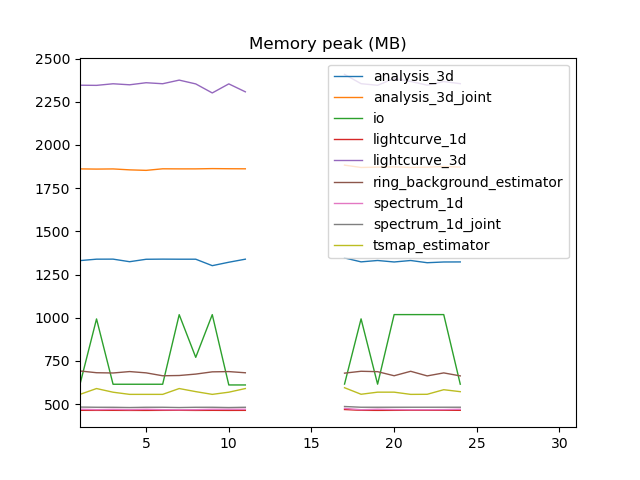 Memory peak (MB)
2500
2250
2000
1750
1500
1250
1000
750
500
5
10
15
20
25
30
analysis_3d
analysis_3d_joint
io
lightcurve_1d
lightcurve_3d
ring_background_estimator
spectrum_1d
spectrum_1d_joint
tsmap_estimator